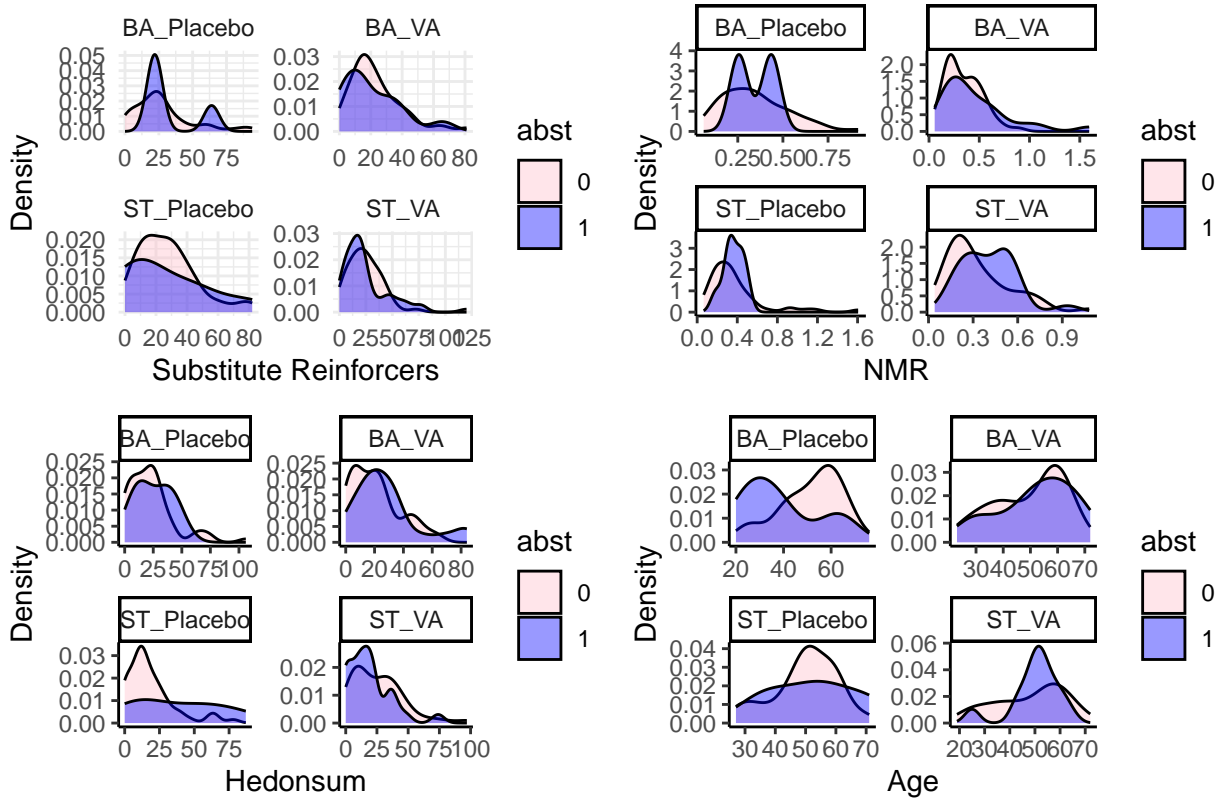 BA_Placebo
BA_VA
0.05
0.04
0.03
0.02
0.01
0.00
0 25 50 75
0.03
0.02
0.01
0.00
0 20 40 60 80
ST_Placebo
ST_VA
0.020
0.015
0.010
0.005
0.000
0 20 40 60 80
0.03
0.02
0.01
0.00
0 25 50 75 100 125
Density
Substitute Reinforcers
abst
0
1
BA_Placebo
BA_VA
4
3
2
1
0
0.25 0.50 0.75
2.0
1.5
1.0
0.5
0.0
0.0 0.5 1.0 1.5
ST_Placebo
ST_VA
3
2
1
0
0.0 0.4 0.8 1.2 1.6
2.0
1.5
1.0
0.5
0.0
0.0 0.3 0.6 0.9
Density
NMR
abst
0
1
BA_Placebo
BA_VA
0.025
0.020
0.015
0.010
0.005
0.000
0 25 50 75 100
0.025
0.020
0.015
0.010
0.005
0.000
0 20 40 60 80
ST_Placebo
ST_VA
0.03
0.02
0.01
0.00
0 25 50 75
0.02
0.01
0.00
0 25 50 75 100
Density
Hedonsum
abst
0
1
BA_Placebo
BA_VA
0.03
0.02
0.01
0.00
20 40 60
0.03
0.02
0.01
0.00
30 40 50 60 70
ST_Placebo
ST_VA
0.04
0.03
0.02
0.01
0.00
30 40 50 60 70
0.06
0.04
0.02
0.00
20 30 40 50 60 70
Density
Age
abst
0
1